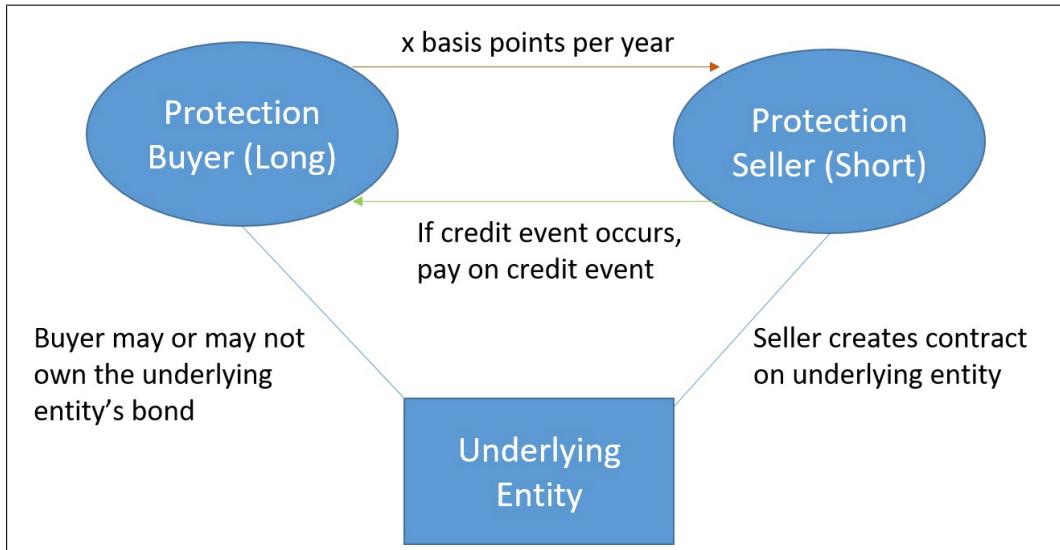 x basis points per year
Protection
Buyer (Long)
Protection
Seller (Short)
If credit event occurs,
pay on credit event
Buyer may or may not
own the underlying
entity’s bond
Seller creates contract
on underlying entity
Underlying
Entity